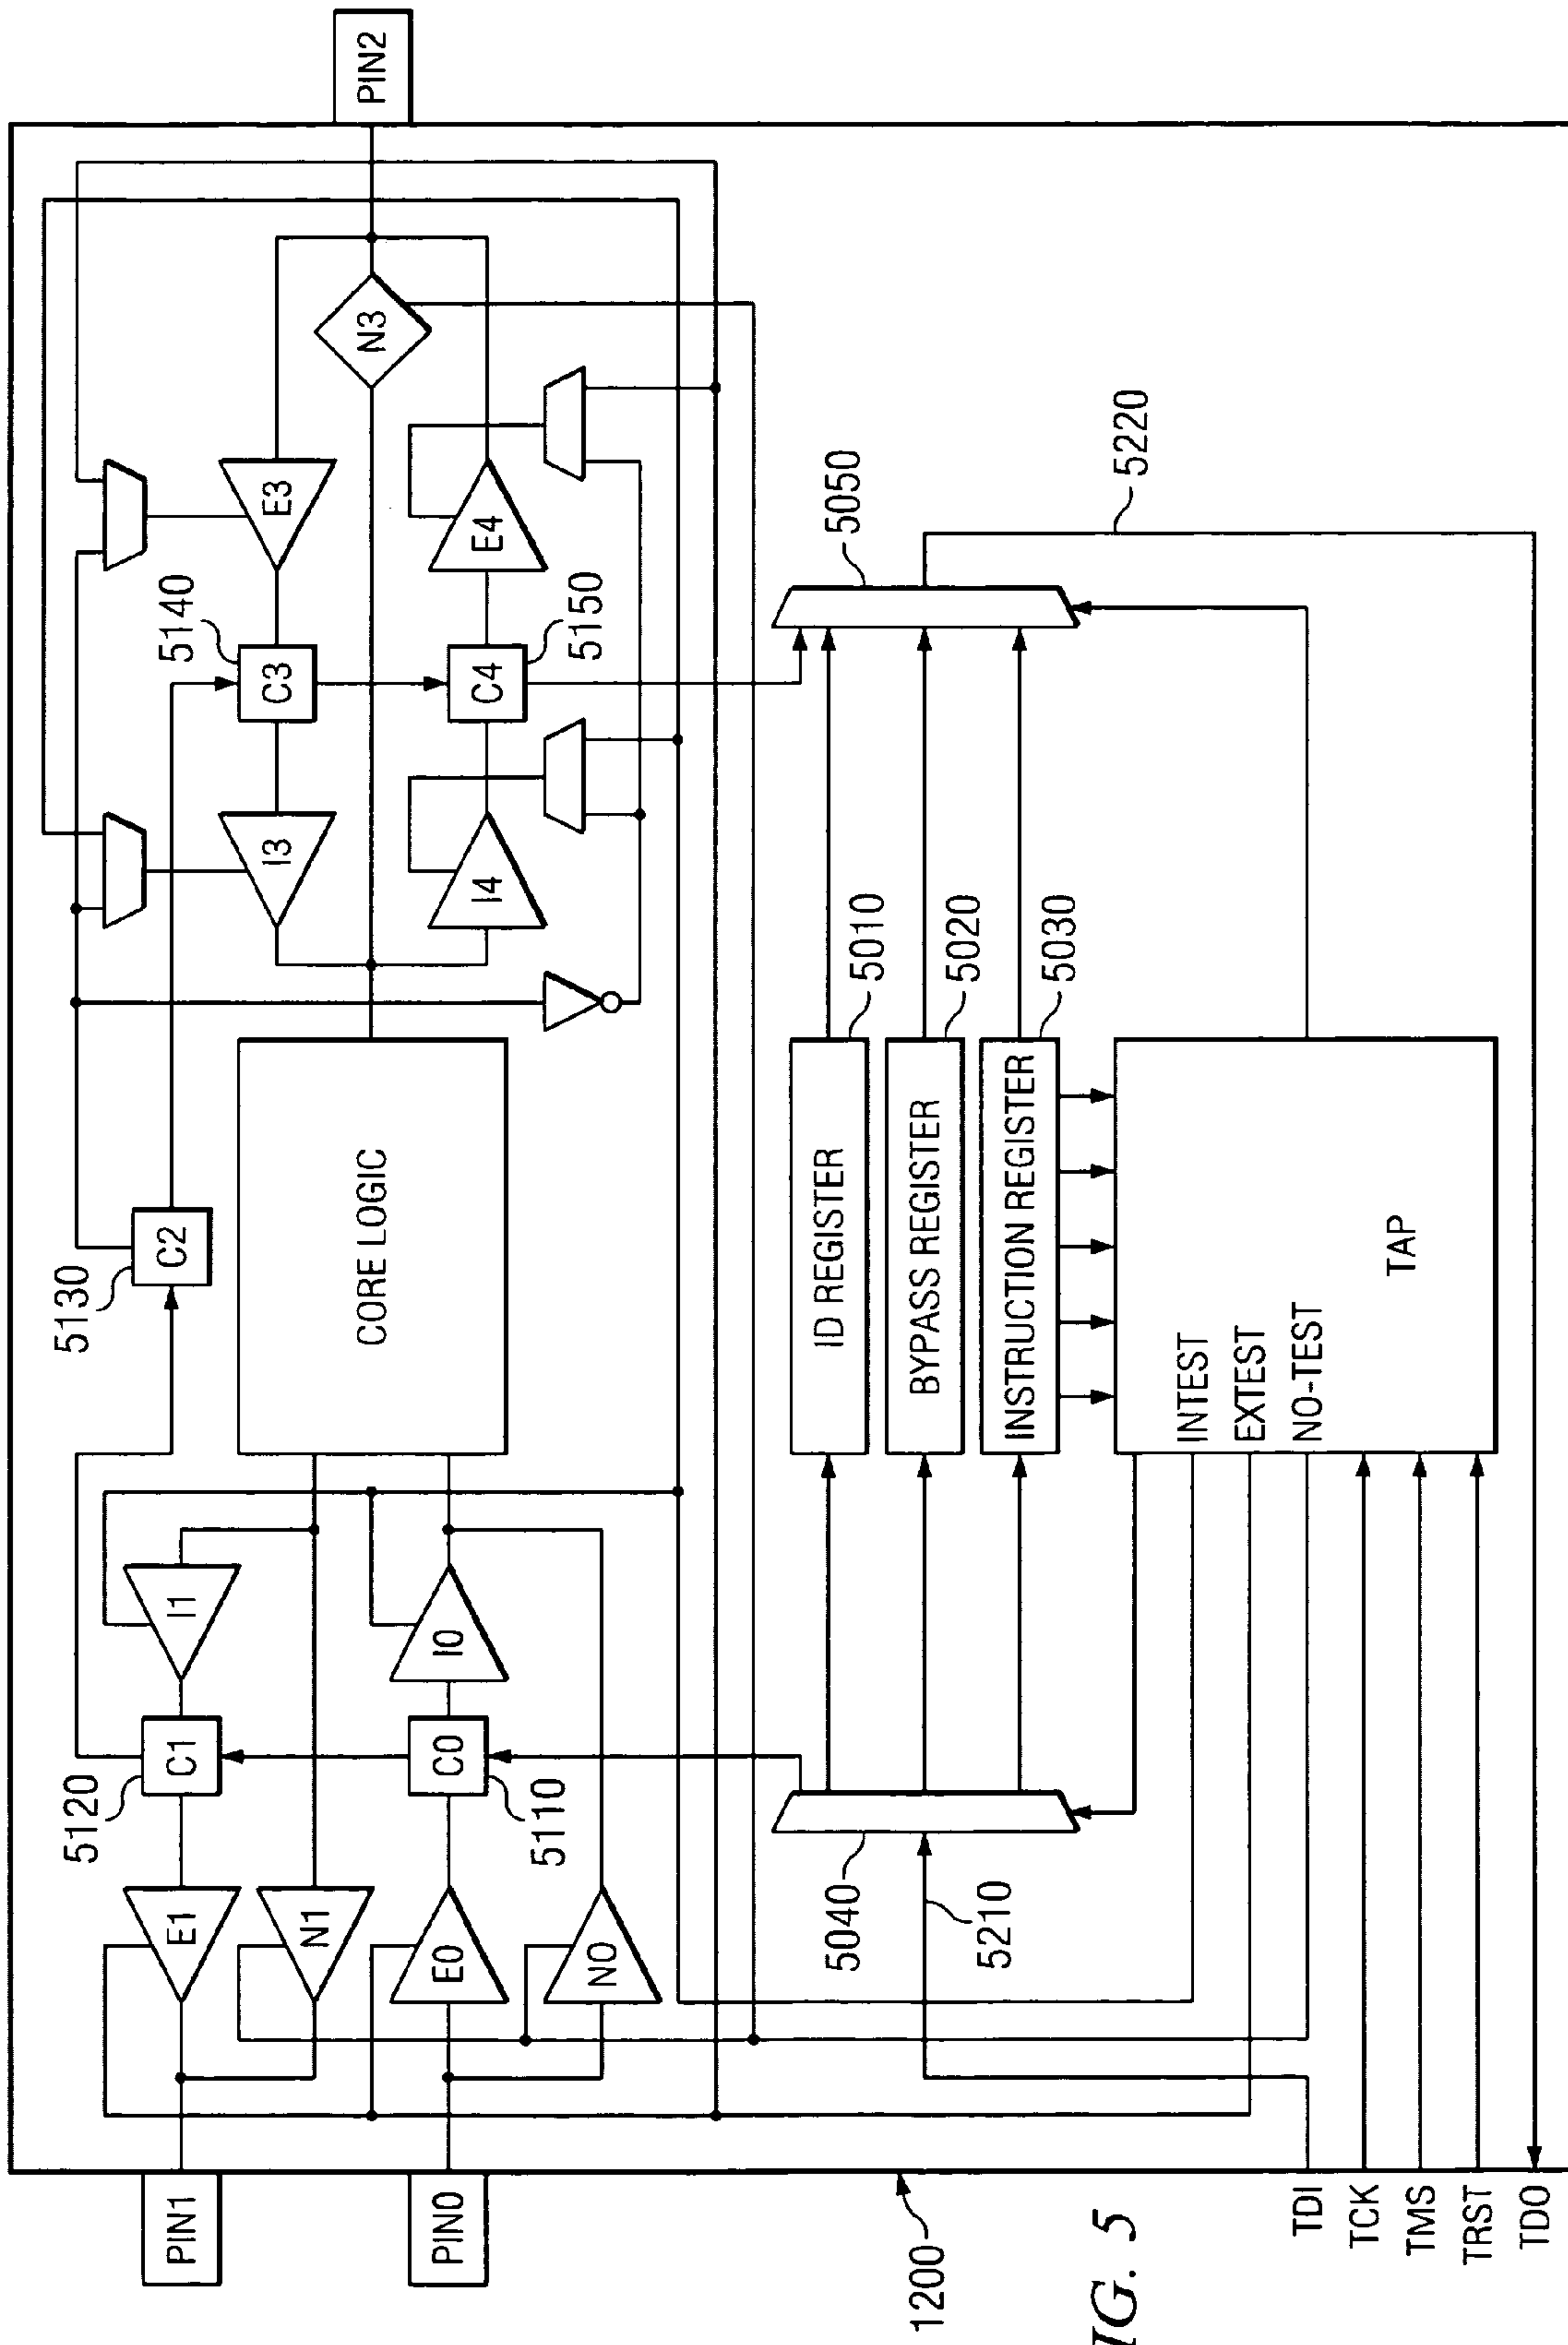 PIN1
PIN0
PIN2
5120
C1
E1
I1
N1
E0
C0
I0
N0
5110
5130
C2
CORE LOGIC
5140
C3
I3
E3
N3
C4
I4
E4
5150
5040
5210
ID REGISTER
5010
BYPASS REGISTER
5020
INSTRUCTION REGISTER
5030
5050
5220
INTEST
EXTEST
NO-TEST
TAP
1200
TDI
TCK
TMS
TRST
TDO
IG. 5